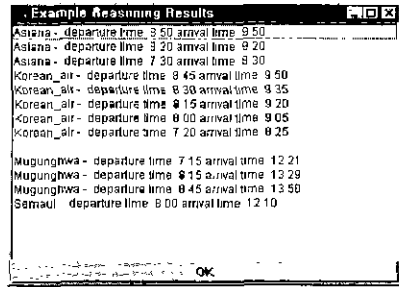 Example Reasoning Results
Asiana - departure time 8 50 arrival time 9 50
Asiana - departure time 8 20 arrival time 9 20
Asiana - departure time 7 30 arrival time 8 30
Korean_air - departure time 8 45 arrival time 9 50
Korean_air - departure time 8 30 arrival time 9 35
Korean_air - departure time 8 15 arrival time 9 20
Korean_air - departure time 8 00 arrival time 9 05
Korean_air - departure time 7 20 arrival time 8 25
Mugunghwa - departure time 7 15 arrival time 12 21
Mugunghwa - departure time 8 15 arrival time 13 29
Mugunghwa - departure time 8 45 arrival time 13 50
Semaul departure time 8 00 arrival time 12 10
OK